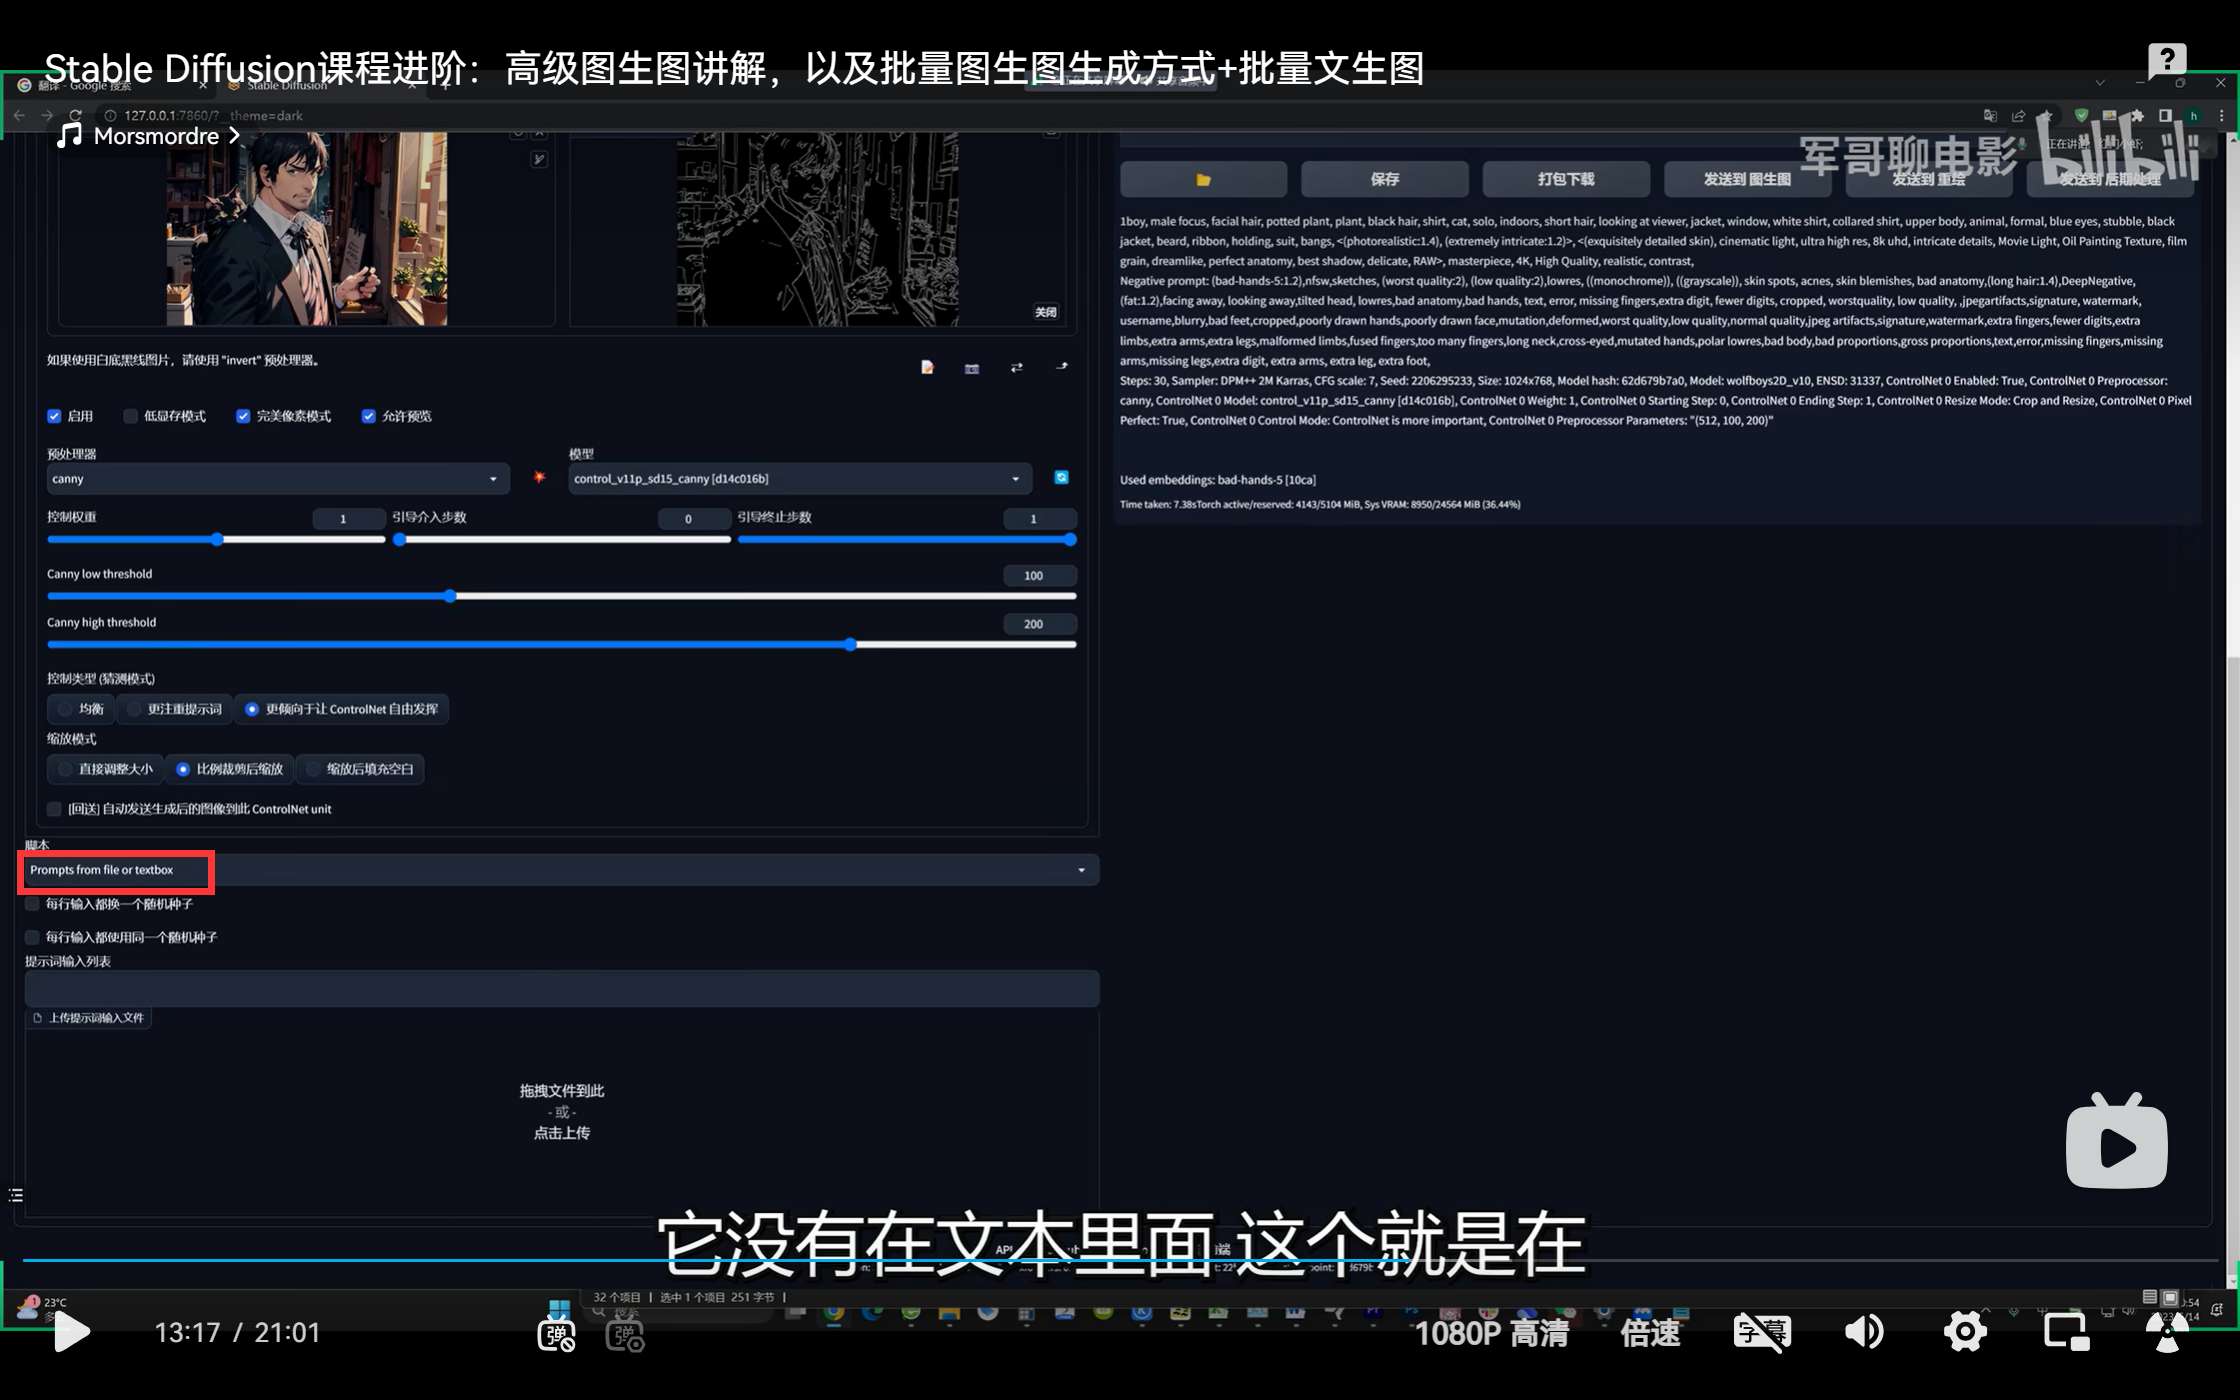 Stable Diffusion课程进阶：高级图生图讲解，以及批量图生图生成方式+批量文生图
翻译 - Google 搜索
Stable Diffusion
127.0.0.1:7860/?__theme=dark
Morsmordre
军哥聊电影
bilibili
保存
打包下载
发送到 图生图
发送到 重绘
发送到 后期处理
1boy, male focus, facial hair, potted plant, plant, black hair, shirt, cat, solo, indoors, short hair, looking at viewer, jacket, window, white shirt, collared shirt, upper body, animal, formal, blue eyes, stubble, black
jacket, beard, ribbon, holding, suit, bangs, <(photorealistic:1.4), (extremely intricate:1.2)>, <(exquisitely detailed skin), cinematic light, ultra high res, 8k uhd, intricate details, Movie Light, Oil Painting Texture, film
grain, dreamlike, perfect anatomy, best shadow, delicate, RAW>, masterpiece, 4K, High Quality, realistic, contrast,
Negative prompt: (bad-hands-5:1.2),nfsw,sketches, (worst quality:2), (low quality:2),lowres, ((monochrome)), ((grayscale)), skin spots, acnes, skin blemishes, bad anatomy,(long hair:1.4),DeepNegative,
(fat:1.2),facing away, looking away,tilted head, lowres,bad anatomy,bad hands, text, error, missing fingers,extra digit, fewer digits, cropped, worstquality, low quality, ,jpegartifacts,signature, watermark,
username,blurry,bad feet,cropped,poorly drawn hands,poorly drawn face,mutation,deformed,worst quality,low quality,normal quality,jpeg artifacts,signature,watermark,extra fingers,fewer digits,extra
limbs,extra arms,extra legs,malformed limbs,fused fingers,too many fingers,long neck,cross-eyed,mutated hands,polar lowres,bad body,bad proportions,gross proportions,text,error,missing fingers,missing
arms,missing legs,extra digit, extra arms, extra leg, extra foot,
Steps: 30, Sampler: DPM++ 2M Karras, CFG scale: 7, Seed: 2206295233, Size: 1024x768, Model hash: 62d679b7a0, Model: wolfboys2D_v10, ENSD: 31337, ControlNet 0 Enabled: True, ControlNet 0 Preprocessor:
canny, ControlNet 0 Model: control_v11p_sd15_canny [d14c016b], ControlNet 0 Weight: 1, ControlNet 0 Starting Step: 0, ControlNet 0 Ending Step: 1, ControlNet 0 Resize Mode: Crop and Resize, ControlNet 0 Pixel
Perfect: True, ControlNet 0 Control Mode: ControlNet is more important, ControlNet 0 Preprocessor Parameters: "(512, 100, 200)"
Used embeddings: bad-hands-5 [10ca]
Time taken: 7.38sTorch active/reserved: 4143/5104 MiB, Sys VRAM: 8950/24564 MiB (36.44%)
关闭
如果使用白底黑线图片，请使用 "invert" 预处理器。
启用
低显存模式
完美像素模式
允许预览
预处理器
模型
canny
control_v11p_sd15_canny [d14c016b]
控制权重
1
引导介入步数
0
引导终止步数
1
Canny low threshold
100
Canny high threshold
200
控制类型 (猜测模式)
均衡
更注重提示词
更倾向于让 ControlNet 自由发挥
缩放模式
直接调整大小
比例裁剪后缩放
缩放后填充空白
[回送] 自动发送生成后的图像到此 ControlNet unit
脚本
Prompts from file or textbox
每行输入都换一个随机种子
每行输入都使用同一个随机种子
提示词输入列表
上传提示词输入文件
拖拽文件到此
- 或 -
点击上传
它没有在文本里面 这个就是在
32 个项目 | 选中 1 个项目 251 字节 |
23°C
搜索
13:17 / 21:01
弹
弹
1080P 高清
倍速
字幕